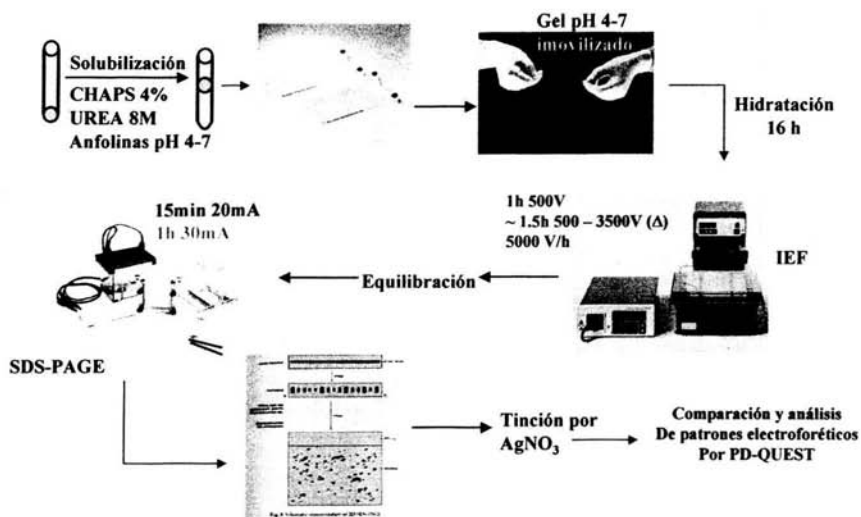 Solubilización
CHAPS 4%
UREA 8M
Anfolinas pH 4-7
Gel pH 4-7
imovilizado
Hidratación
16 h
1h 500V
~ 1.5h 500 – 3500V (Δ)
5000 V/h
IEF
Equilibración
15min 20mA
1h 30mA
SDS-PAGE
Tinción por
AgNO3
Comparación y análisis
De patrones electroforéticos
Por PD-QUEST